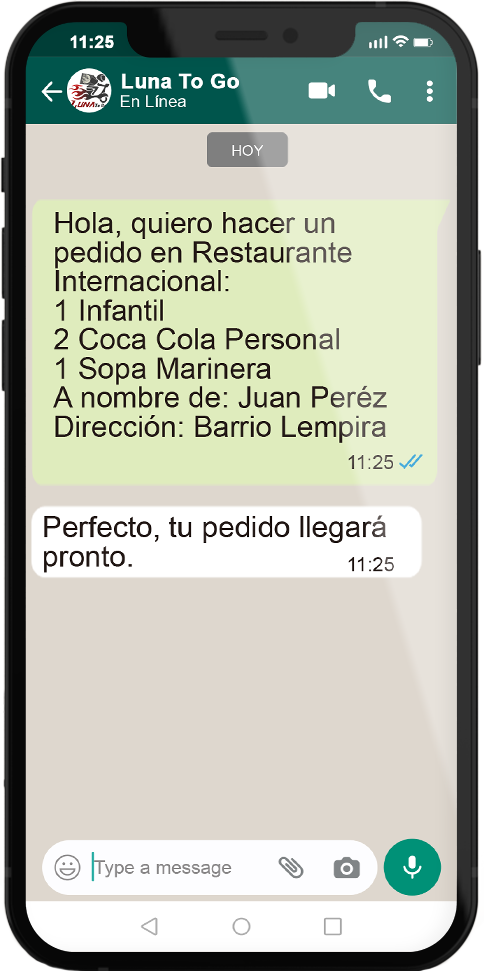 11:25
Luna To Go
En Línea
HOY
Hola, quiero hacer un
pedido en Restaurante
Internacional:
1 Infantil
2 Coca Cola Personal
1 Sopa Marinera
A nombre de: Juan Peréz
Dirección: Barrio Lempira
11:25
Perfecto, tu pedido llegará
pronto.
11:25
Type a message